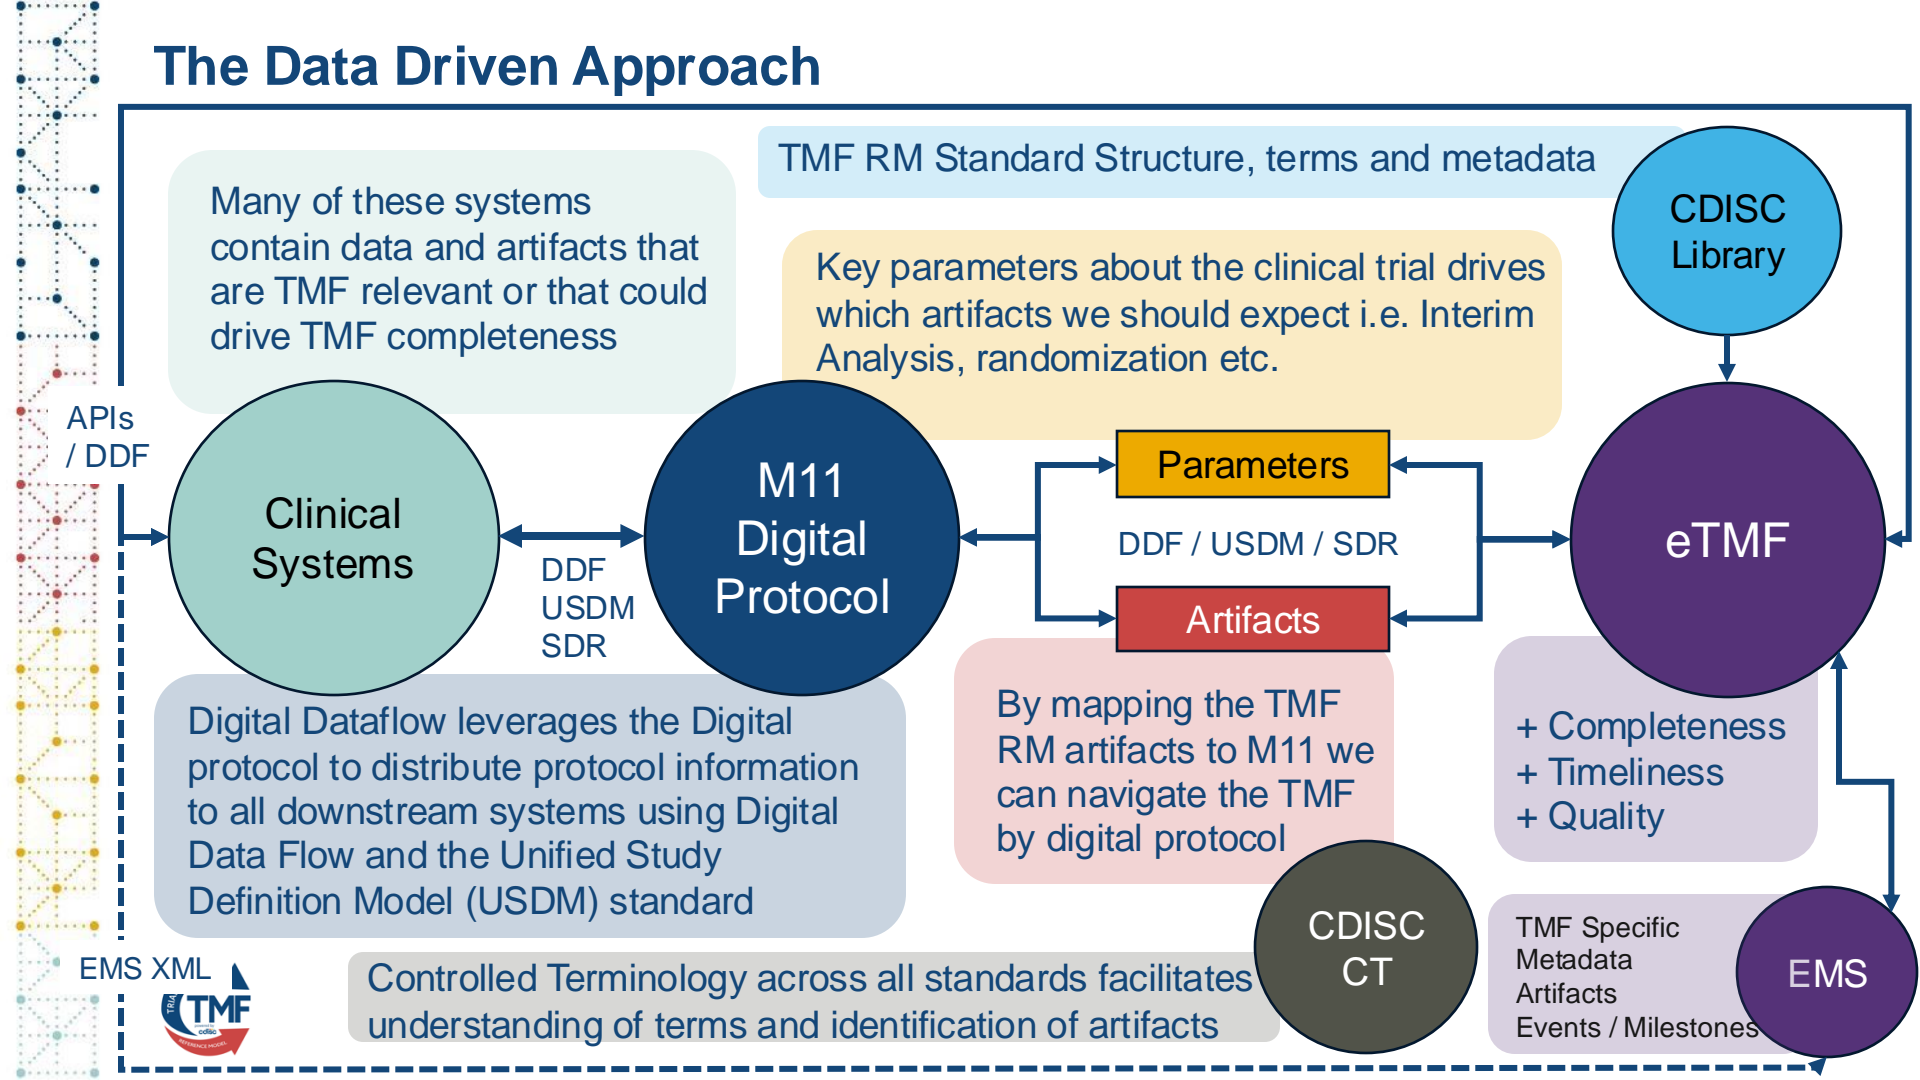 The Data Driven Approach
TMF RM Standard Structure, terms and metadata
CDISC
Library
Many of these systems
contain data and artifacts that
are TMF relevant or that could
drive TMF completeness
Key parameters about the clinical trial drives
which artifacts we should expect i.e. Interim
Analysis, randomization etc.
APIs
/ DDF
Clinical
Systems
DDF
USDM
SDR
M11
Digital
Protocol
Parameters
DDF / USDM / SDR
Artifacts
eTMF
Digital Dataflow leverages the Digital
protocol to distribute protocol information
to all downstream systems using Digital
Data Flow and the Unified Study
Definition Model (USDM) standard
By mapping the TMF
RM artifacts to M11 we
can navigate the TMF
by digital protocol
+ Completeness
+ Timeliness
+ Quality
CDISC
CT
TMF Specific
Metadata
Artifacts
Events / Milestones
EMS
EMS XML
TRIA
TMF
powered by
cdisc
REFERENCE MODEL
Controlled Terminology across all standards facilitates
understanding of terms and identification of artifacts